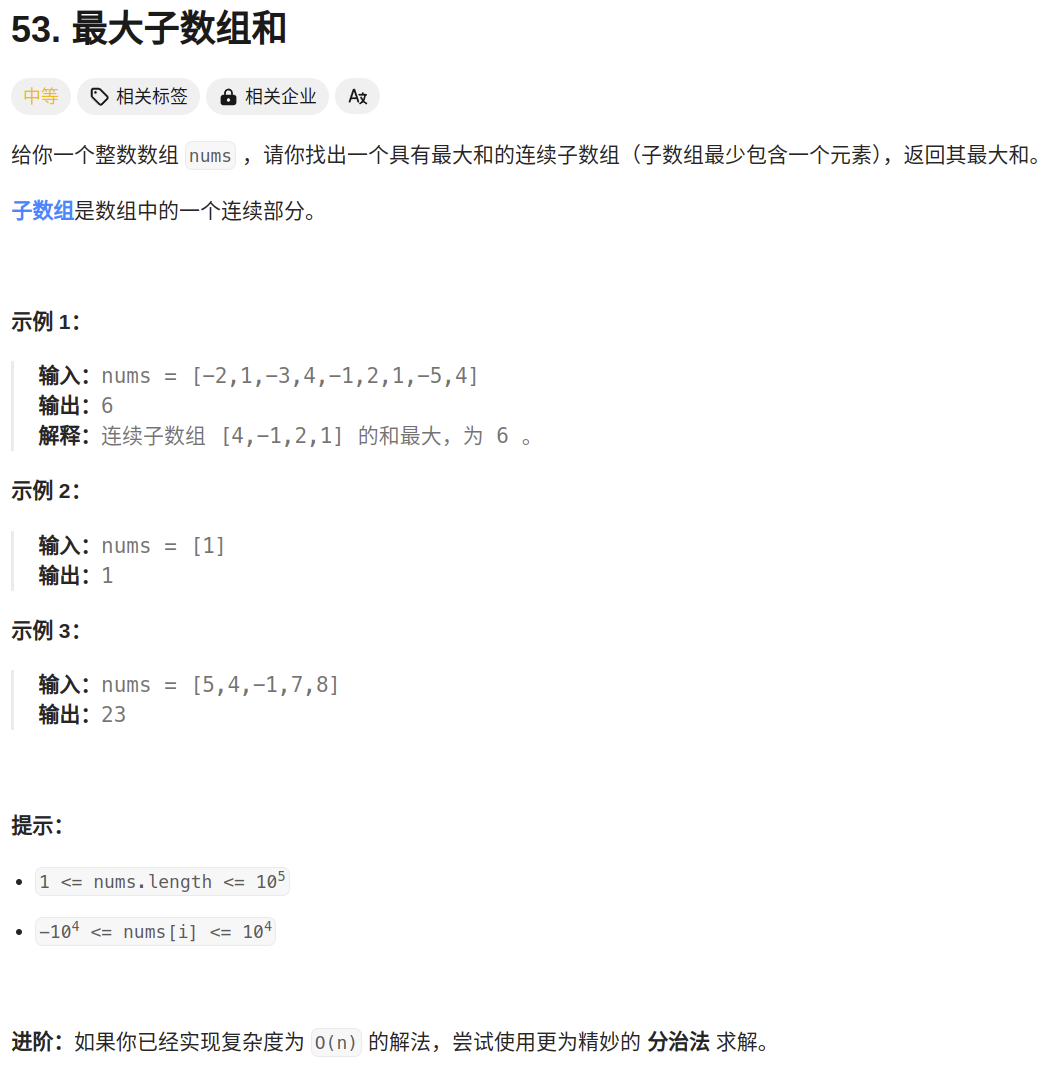 53. 最大子数组和
中等 相关标签 相关企业 A文
给你一个整数数组 nums ，请你找出一个具有最大和的连续子数组（子数组最少包含一个元素），返回其最大和。
子数组是数组中的一个连续部分。
示例 1：
输入：nums = [-2,1,-3,4,-1,2,1,-5,4]
输出：6
解释：连续子数组 [4,-1,2,1] 的和最大，为 6 。
示例 2：
输入：nums = [1]
输出：1
示例 3：
输入：nums = [5,4,-1,7,8]
输出：23
提示：
• 1 <= nums.length <= 10⁵
• -10⁴ <= nums[i] <= 10⁴
进阶：如果你已经实现复杂度为 O(n) 的解法，尝试使用更为精妙的 分治法 求解。